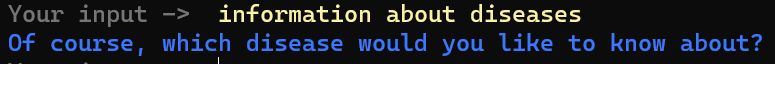 Your input -> information about diseases
Of course, which disease would you like to know about?